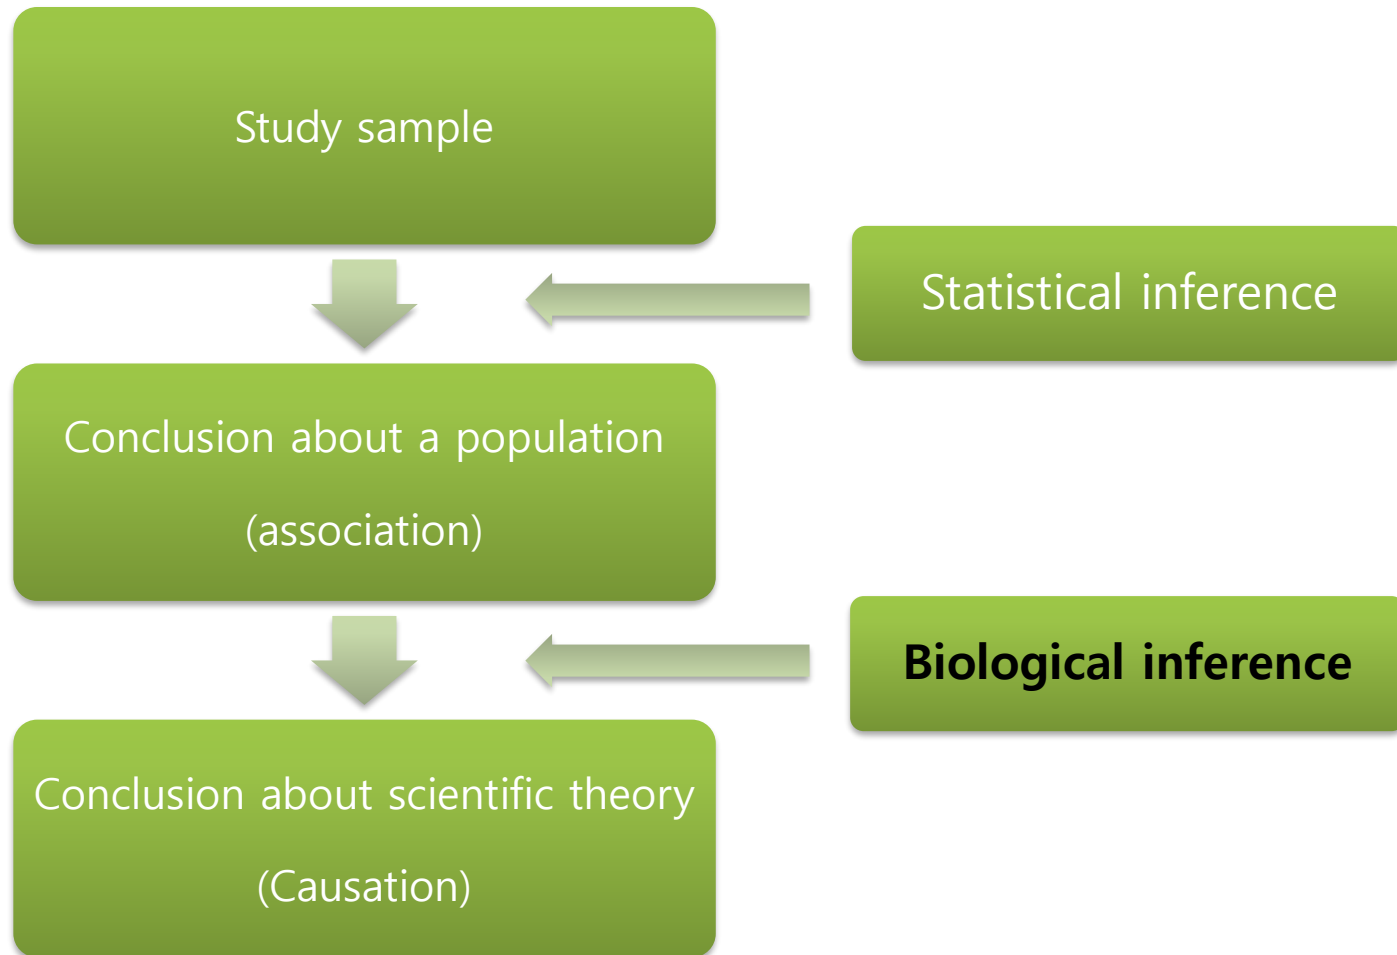 Study sample
Statistical inference
Conclusion about a population
(association)
Biological inference
Conclusion about scientific theory
(Causation)